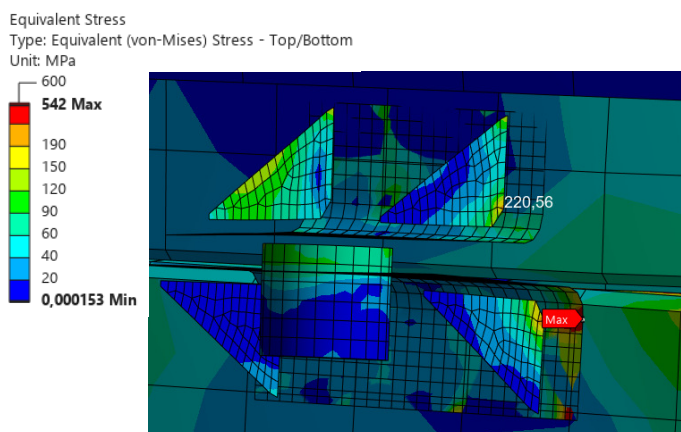 Equivalent Stress
Type: Equivalent (von-Mises) Stress - Top/Bottom
Unit: MPa
600
542 Max
190
150
120
90
60
40
20
0,000153 Min
220,56
Max